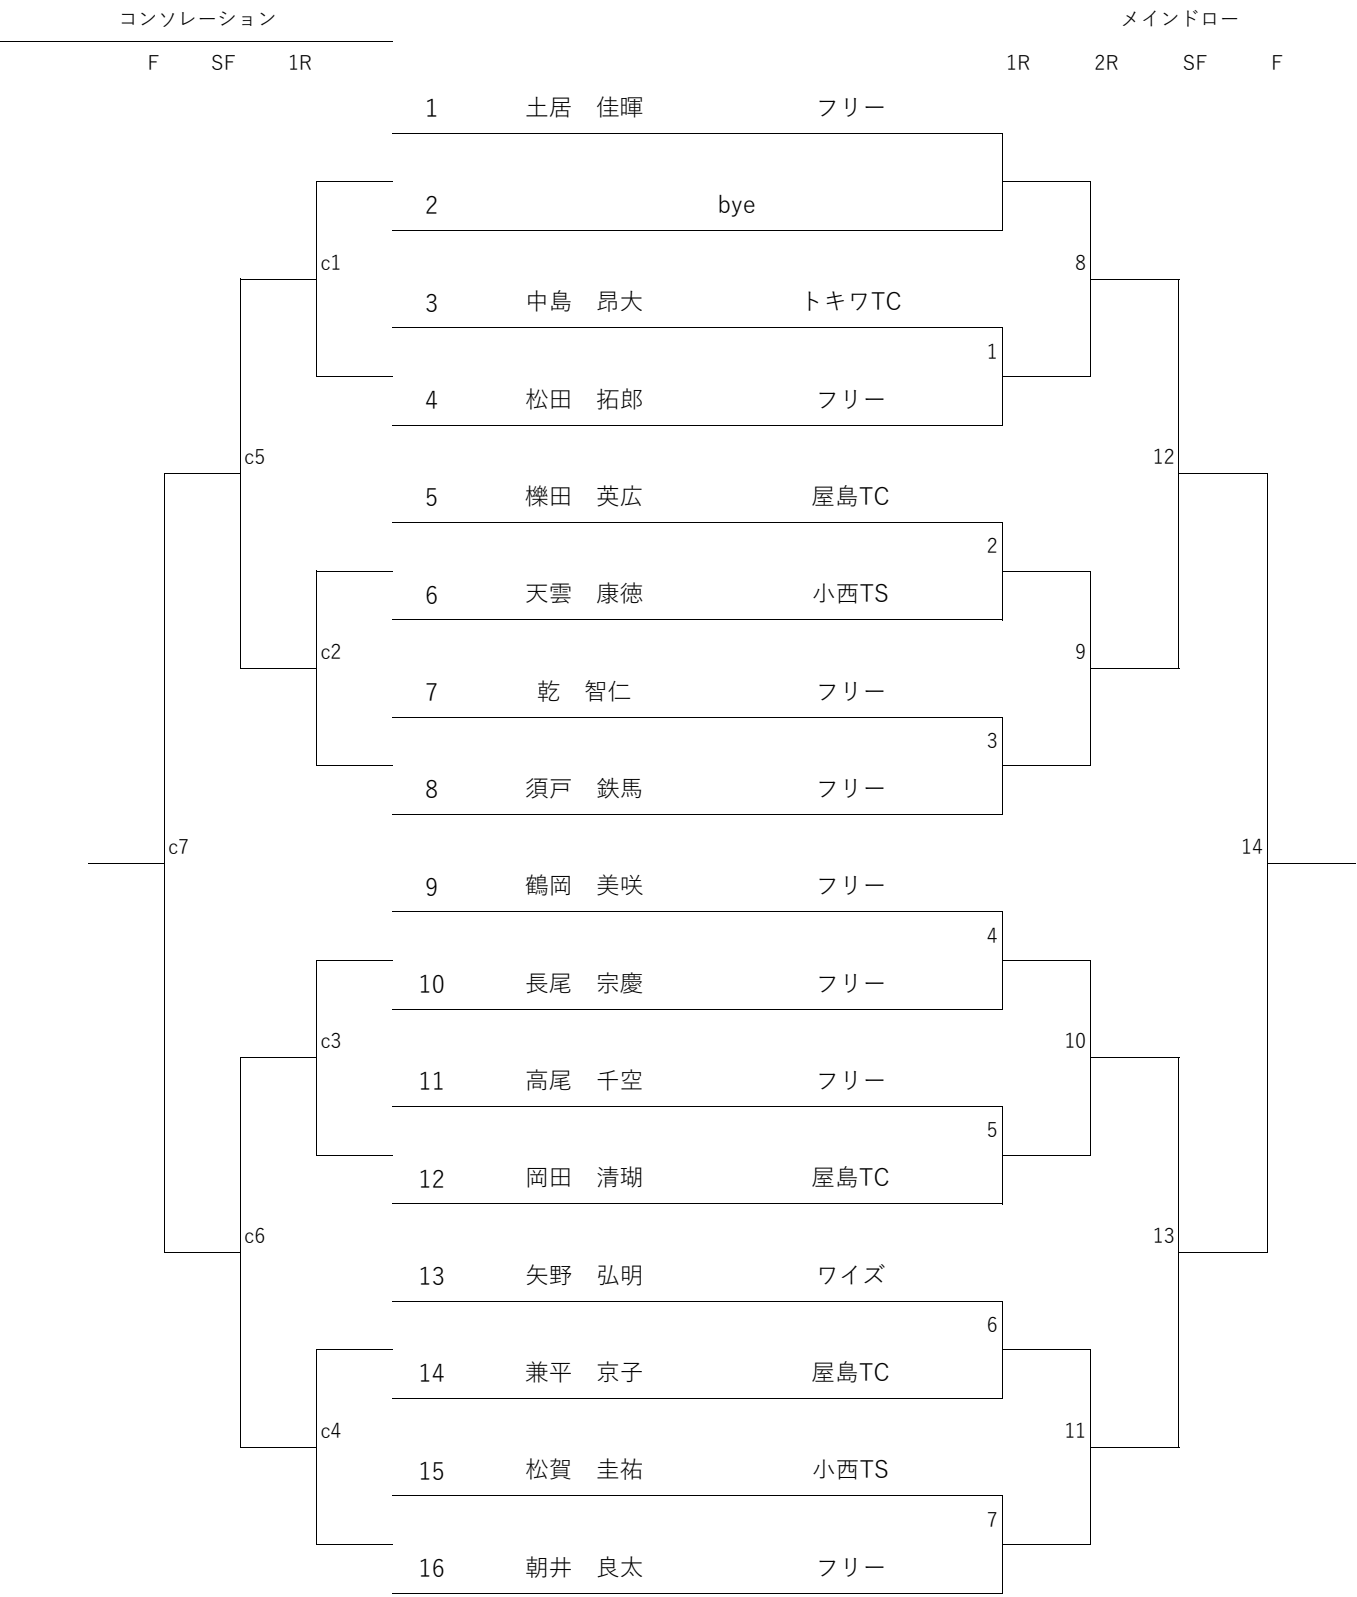 コンソレーション メインドロー
F SF 1R 1R 2R SF F
1 土居 佳暉 フリー
2 bye
c1 8
3 中島 昂大 トキワTC
1
4 松田 拓郎 フリー
c5 12
5 櫟田 英広 屋島TC
2
6 天雲 康徳 小西TS
c2 9
7 乾 智仁 フリー
3
8 須戸 鉄馬 フリー
c7 14
9 鶴岡 美咲 フリー
4
10 長尾 宗慶 フリー
c3 10
11 高尾 千空 フリー
5
12 岡田 清瑚 屋島TC
c6 13
13 矢野 弘明 ワイズ
6
14 兼平 京子 屋島TC
c4 11
15 松賀 圭祐 小西TS
7
16 朝井 良太 フリー